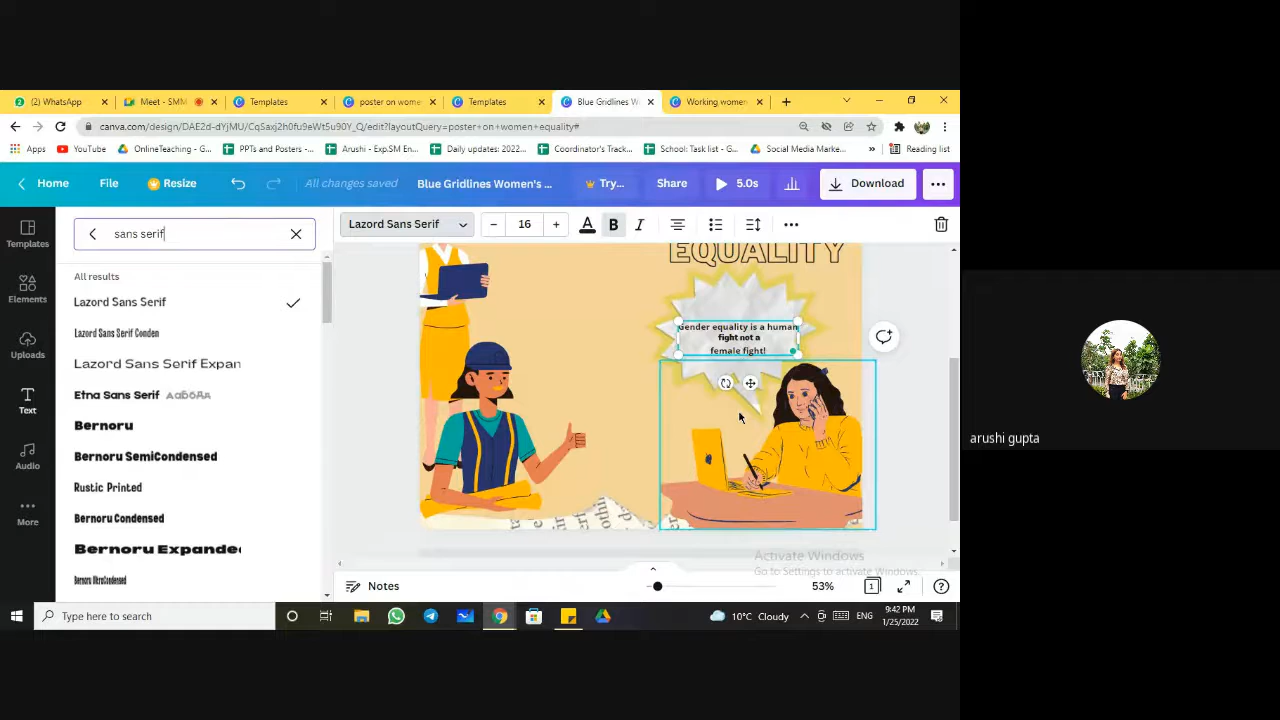 (2) WhatsApp
Meet - SMM
Templates
poster on wome
Templates
Blue Gridlines W
Working women
canva.com/design/DAE2d-dYjMU/CqSaxj2h0fu9eWt5u90Y_Q/edit?layoutQuery=poster+on+women+equality#
Apps
YouTube
OnlineTeaching - G...
PPTs and Posters -...
Arushi - Exp.SM En...
Daily updates: 2022...
Coordinator's Track...
School: Task list - G...
Social Media Marke...
»
Reading list
Home
File
Resize
All changes saved
Blue Gridlines Women's ...
Try...
Share
5.0s
Download
Templates
Elements
Uploads
Text
Audio
More
sans serif
Lazord Sans Serif
16
A
B
I
All results
Lazord Sans Serif
Lazord Sans Serif Conden
Lazord Sans Serif Expan
Etna Sans Serif
Bernoru
Bernoru SemiCondensed
Rustic Printed
Bernoru Condensed
Bernoru Expande
Bernoru UltraCondensed
EQUALITY
Gender equality is a human
fight not a
female fight!
Activate Windows
Go to Settings to activate Windows.
Notes
53%
1
Type here to search
10°C Cloudy
ENG
9:42 PM
1/25/2022
arushi gupta